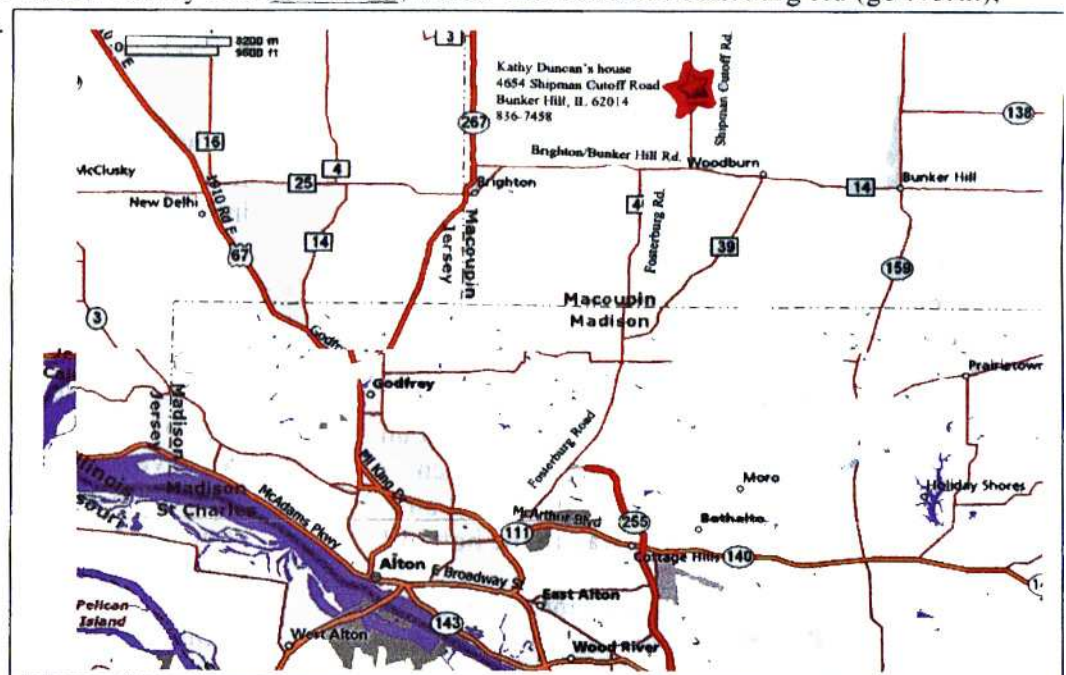 8200 m
9600 ft
3
Kathy Duncan's house
4654 Shipman Cutoff Road
Bunker Hill, IL 62014
836-7458
Shipman Cutoff Rd.
267
138
16
4
Brighton/Bunker Hill Rd.
Woodburn
McClusky
25
Brighton
14
Bunker Hill
New Delhi
1910 Rd E
14
4
Fosterburg Rd.
39
67
Macoupin
Jersey
159
3
Macoupin
Madison
Godfrey
Prairietown
Madison
Jersey
Fosterburg Road
Moro
Holiday Shores
Madison
St Charles
McAdams Pkwy
111
McArthur Blvd
255
Bethalto
Cottage Hills
140
Alton
E Broadway St
East Alton
Pelican
Island
143
West Alton
Wood River